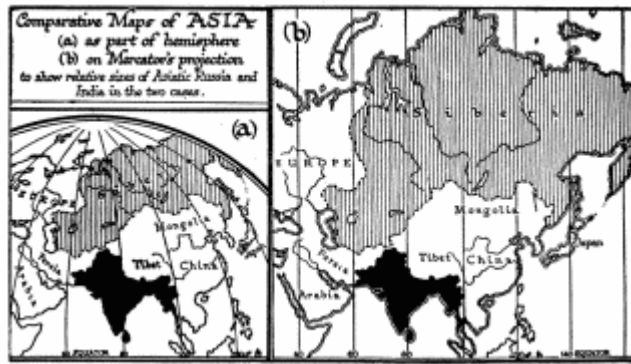 Comparative Maps of ASIA
(a) as part of hemisphere
(b) on Mercator's projection
to show relative sizes of Asiatic Russia and
India in the two cases.
(a)
EUROPE
Mongolia
Persia
Tibet
China
Arabia
EQUATOR
(b)
Siberia
EUROPE
Mongolia
Japan
Tibet
China
Persia
Arabia
EQUATOR